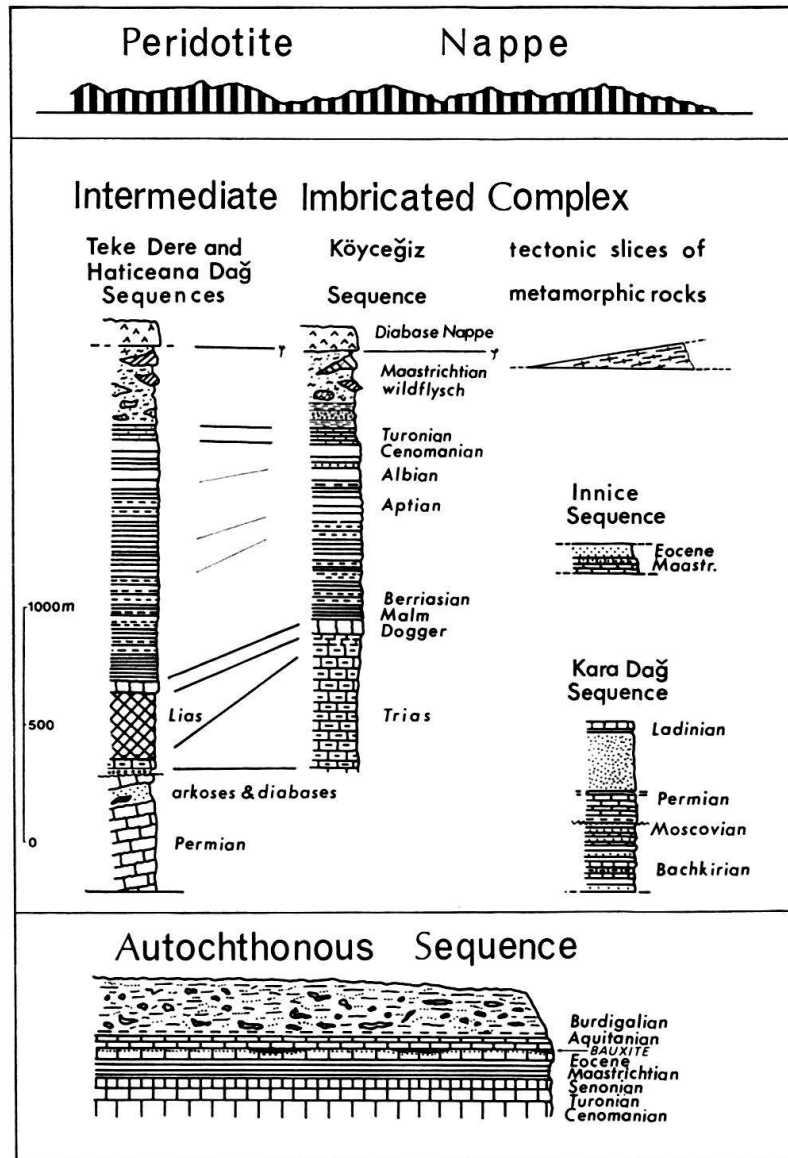 Peridotite Nappe
Intermediate Imbricated Complex
Teke Dere and
Haticeana Dağ
Sequences
Köyceğiz
Sequence
tectonic slices of
metamorphic rocks
Diabase Nappe
Maastrichtian
wildflysch
Turonian
Cenomanian
Albian
Aptian
Berriasian
Malm
Dogger
Trias
Lias
arkoses & diabases
Permian
1000m
500
0
Innice
Sequence
Eocene
Maastr.
Kara Dağ
Sequence
Ladinian
Permian
Moscovian
Bachkirian
Autochthonous Sequence
Burdigalian
Aquitanian
BAUXITE
Eocene
Maastrichtian
Senonian
Turonian
Cenomanian